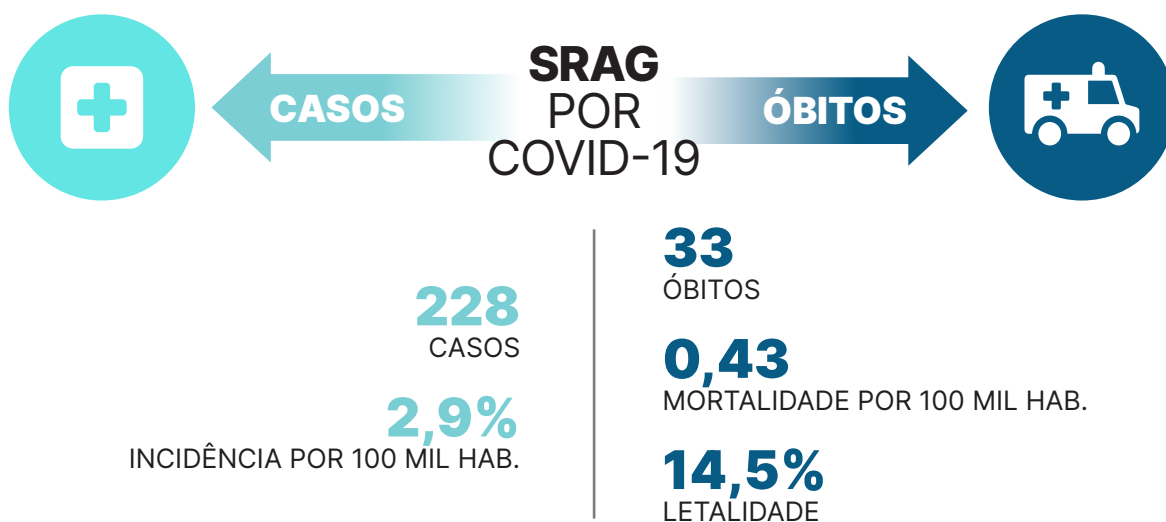 SRAG
POR
COVID-19
CASOS
ÓBITOS
228
CASOS
2,9%
INCIDÊNCIA POR 100 MIL HAB.
33
ÓBITOS
0,43
MORTALIDADE POR 100 MIL HAB.
14,5%
LETALIDADE